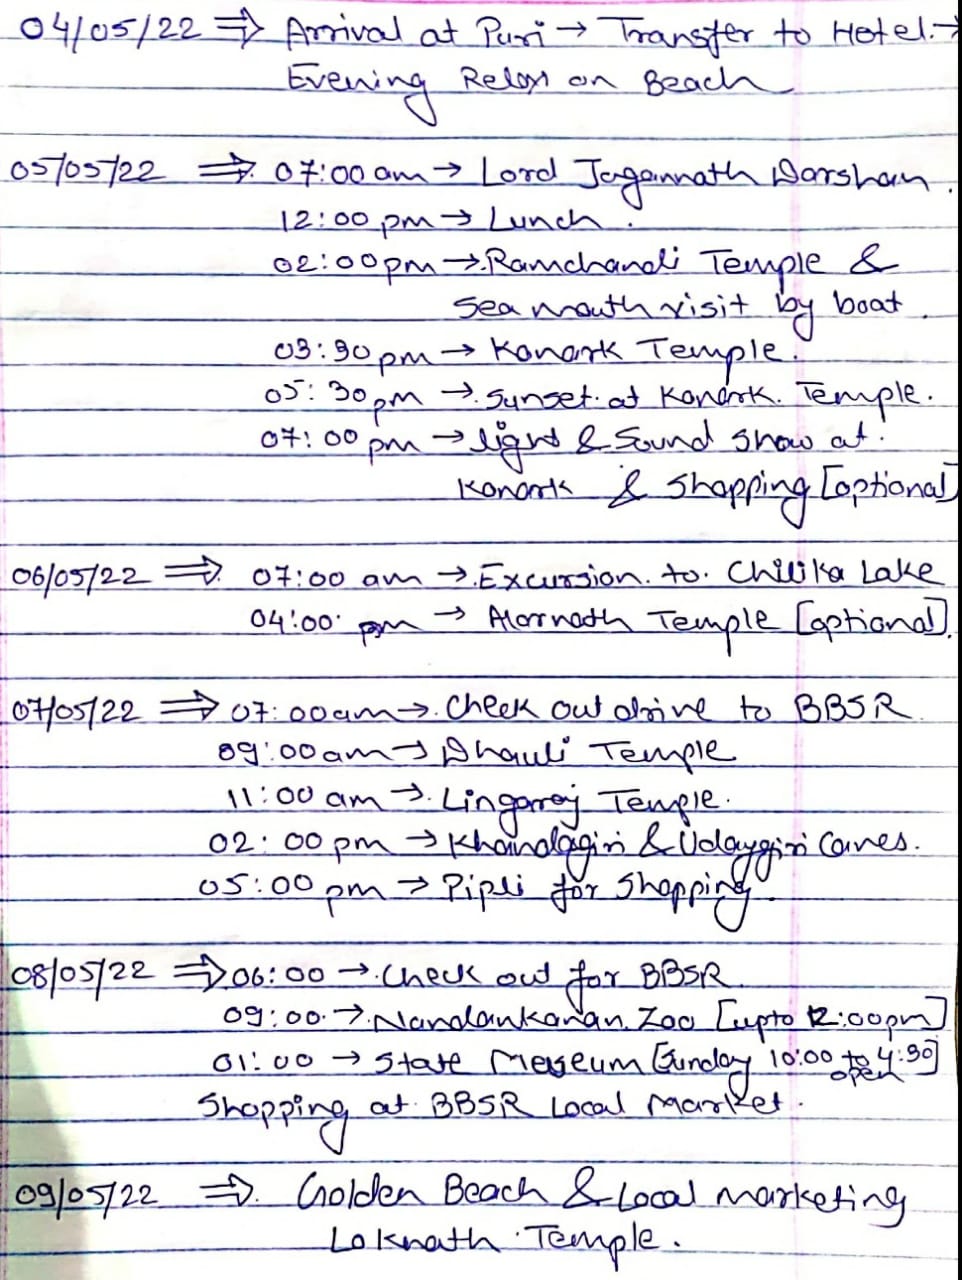 04/05/22 ⇒ Arrival at Puri → Transfer to Hotel. →
Evening Relax on Beach
05/05/22 ⇒ 07:00 am → Lord Jagannath Darshan.
12:00 pm → Lunch.
02:00 pm → Ramchandi Temple &
Sea mouth visit by boat.
03:30 pm → Konark Temple.
05:30 pm → Sunset at Konark Temple.
07:00 pm → light & Sound Show at
Konark & Shopping [optional]
06/05/22 ⇒ 07:00 am → Excursion to Chilika Lake
04:00 pm → Alarnath Temple [optional].
07/05/22 ⇒ 07:00am → Check out drive to BBSR
09:00am → Dhauli Temple
11:00 am → Lingaraj Temple.
02:00 pm → Khandagiri & Udaygiri Caves.
05:00 pm → Pipli for Shopping.
08/05/22 ⇒ 06:00 → Check out for BBSR
09:00 → Nandankanan Zoo [upto 12:00pm]
01:00 → State Museum [Sunday 10:00 to 4:30]
open
Shopping at BBSR Local Market.
09/05/22 ⇒ Golden Beach & Local marketing
Loknath Temple.